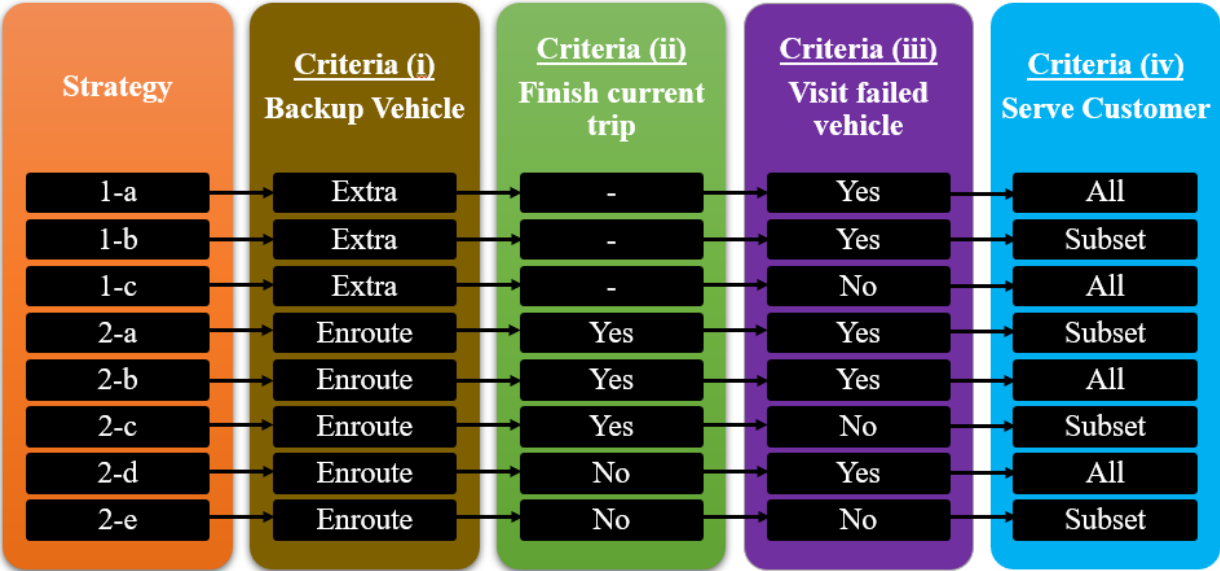 Strategy
Criteria (i)
Backup Vehicle
Criteria (ii)
Finish current
trip
Criteria (iii)
Visit failed
vehicle
Criteria (iv)
Serve Customer
1-a Extra - Yes All
1-b Extra - Yes Subset
1-c Extra - No All
2-a Enroute Yes Yes Subset
2-b Enroute Yes Yes All
2-c Enroute Yes No Subset
2-d Enroute No Yes All
2-e Enroute No No Subset